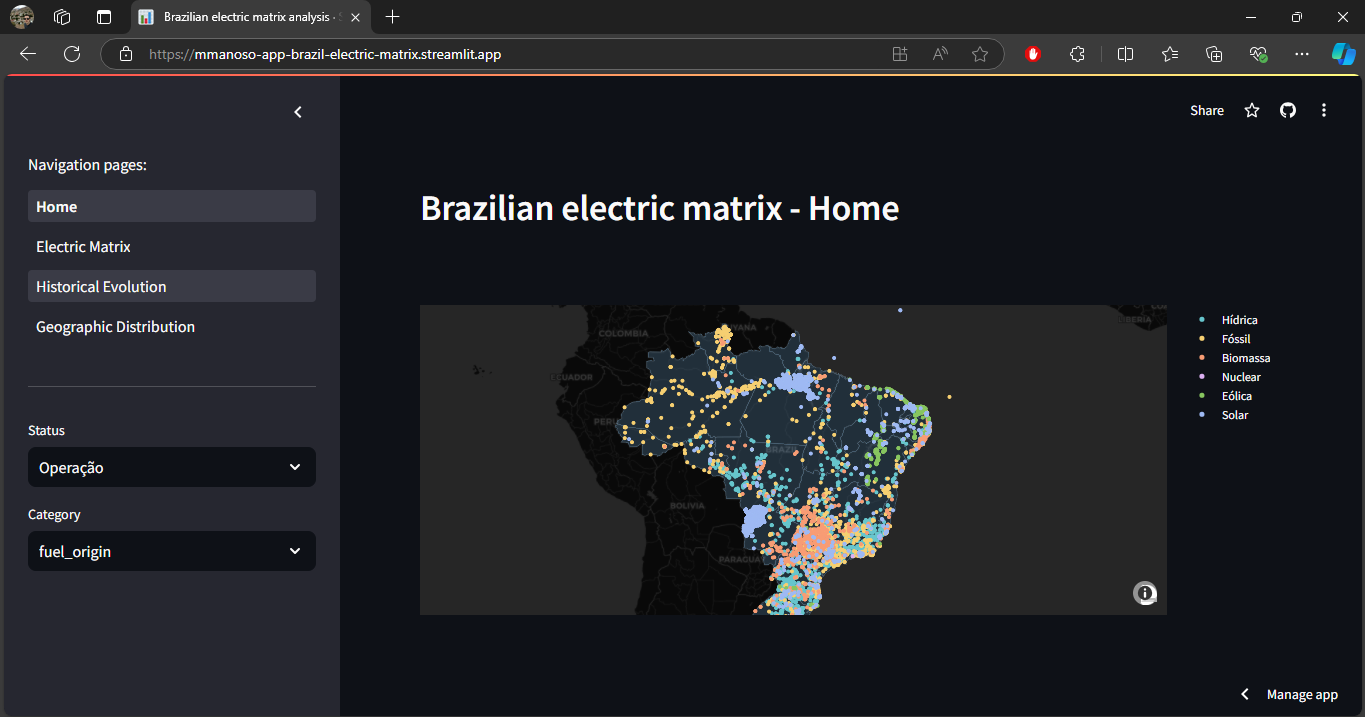 Brazilian electric matrix analysis ·
https://mmanoso-app-brazil-electric-matrix.streamlit.app
Share
Navigation pages:
Home
Electric Matrix
Historical Evolution
Geographic Distribution
Status
Operação
Category
fuel_origin
Brazilian electric matrix - Home
COLOMBIA
ECUADOR
BRAZIL
BOLIVIA
Hídrica
Fóssil
Biomassa
Nuclear
Eólica
Solar
Manage app